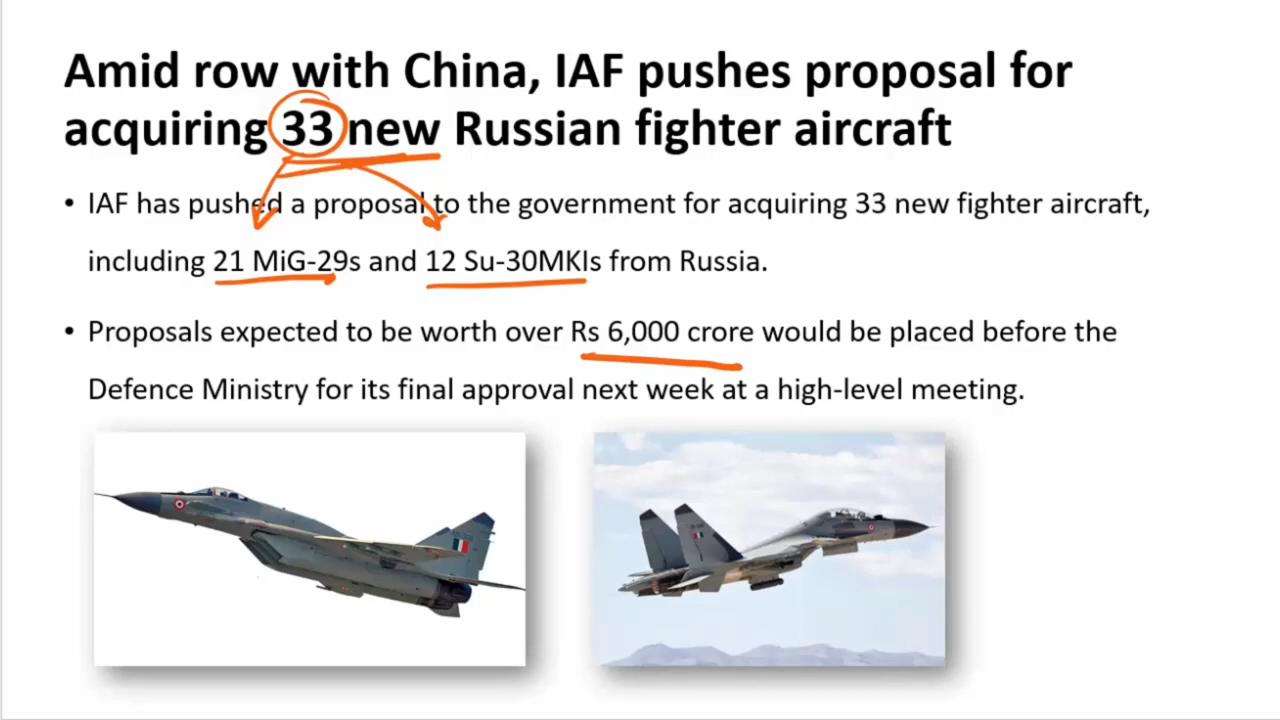 Amid row with China, IAF pushes proposal for
acquiring 33 new Russian fighter aircraft
• IAF has pushed a proposal to the government for acquiring 33 new fighter aircraft,
including 21 MiG-29s and 12 Su-30MKIs from Russia.
• Proposals expected to be worth over Rs 6,000 crore would be placed before the
Defence Ministry for its final approval next week at a high-level meeting.